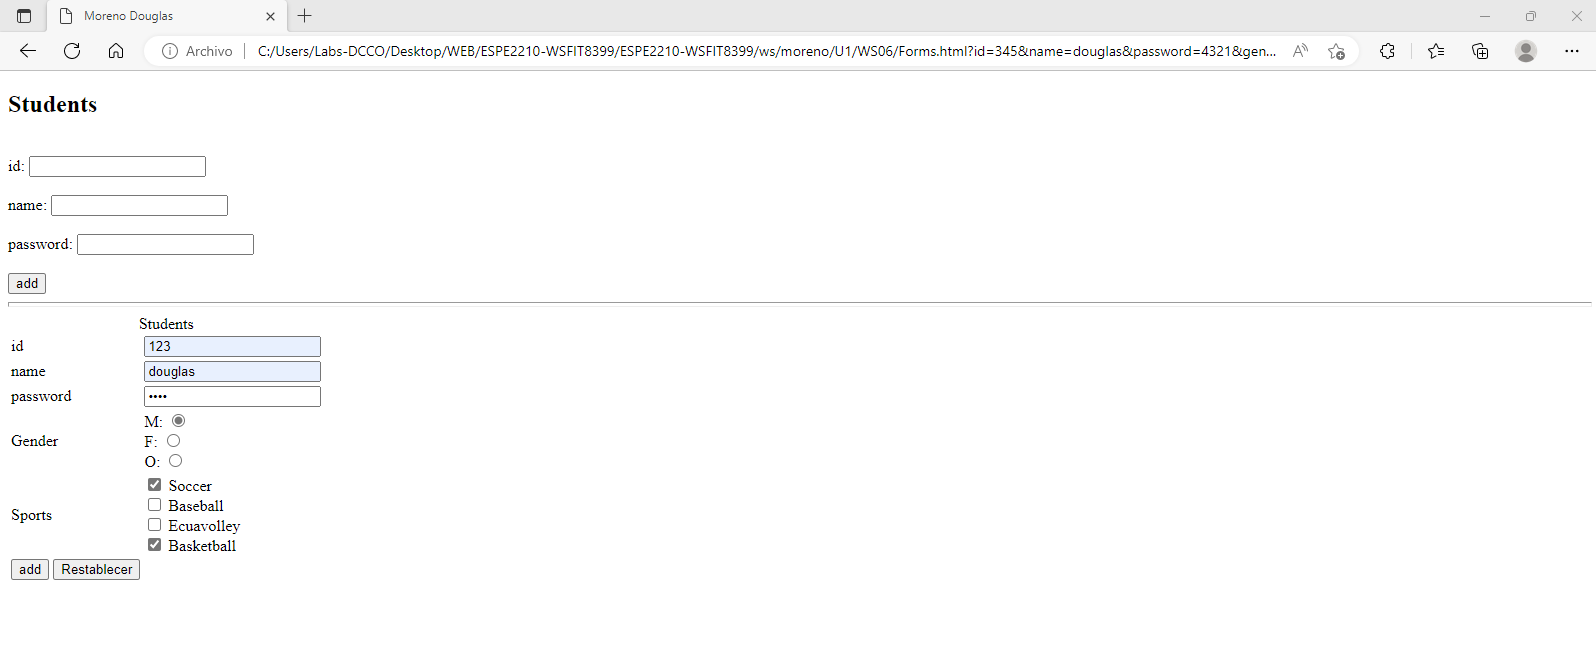 Moreno Douglas
Archivo C:/Users/Labs-DCCO/Desktop/WEB/ESPE2210-WSFIT8399/ESPE2210-WSFIT8399/ws/moreno/U1/WS06/Forms.html?id=345&name=douglas&password=4321&gen...
Students
id:
name:
password:
add
Students
id 123
name douglas
password ••••
M:
Gender F:
O:
Soccer
Baseball
Sports Ecuavolley
Basketball
add Restablecer